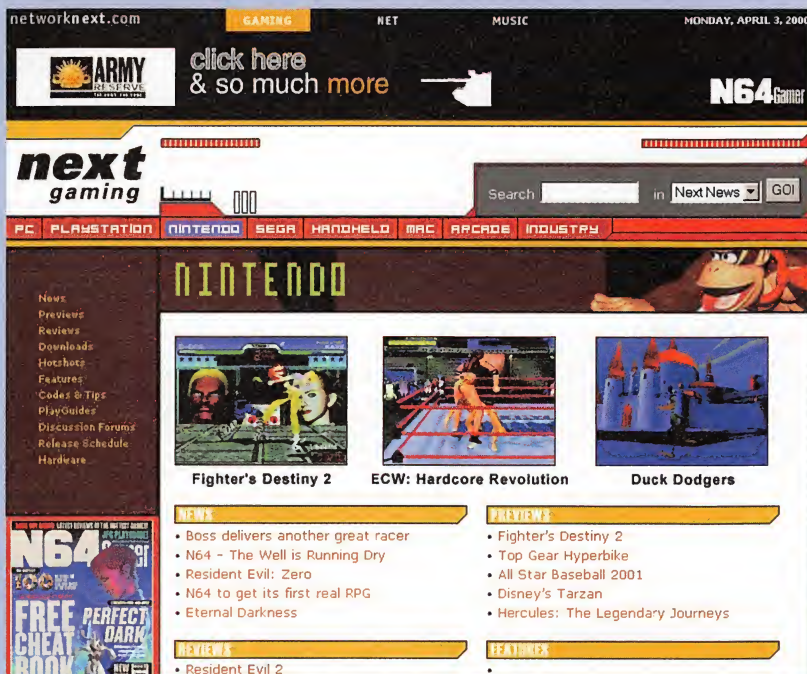 networknext.com GAMING NET MUSIC MONDAY, APRIL 3, 2000
ARMY
RESERVE
click here
& so much more
N64 Gamer
next
gaming
Search in Next News GO!
PC PLAYSTATION NINTENDO SEGA HANDHELD MAC ARCADE INDUSTRY
NINTENDO
News
Previews
Reviews
Downloads
Hotshots
Features
Codes & Tips
PlayGuides
Discussion Forums
Release Schedule
Hardware
Fighter's Destiny 2 ECW: Hardcore Revolution Duck Dodgers
NEWS
• Boss delivers another great racer
• N64 - The Well is Running Dry
• Resident Evil: Zero
• N64 to get its first real RPG
• Eternal Darkness
PREVIEWS
• Fighter's Destiny 2
• Top Gear Hyperbike
• All Star Baseball 2001
• Disney's Tarzan
• Hercules: The Legendary Journeys
REVIEWS
• Resident Evil 2
FEATURES
•
N64 Gamer
100
FREE
CHEAT
BOOK
PERFECT
DARK
NEW